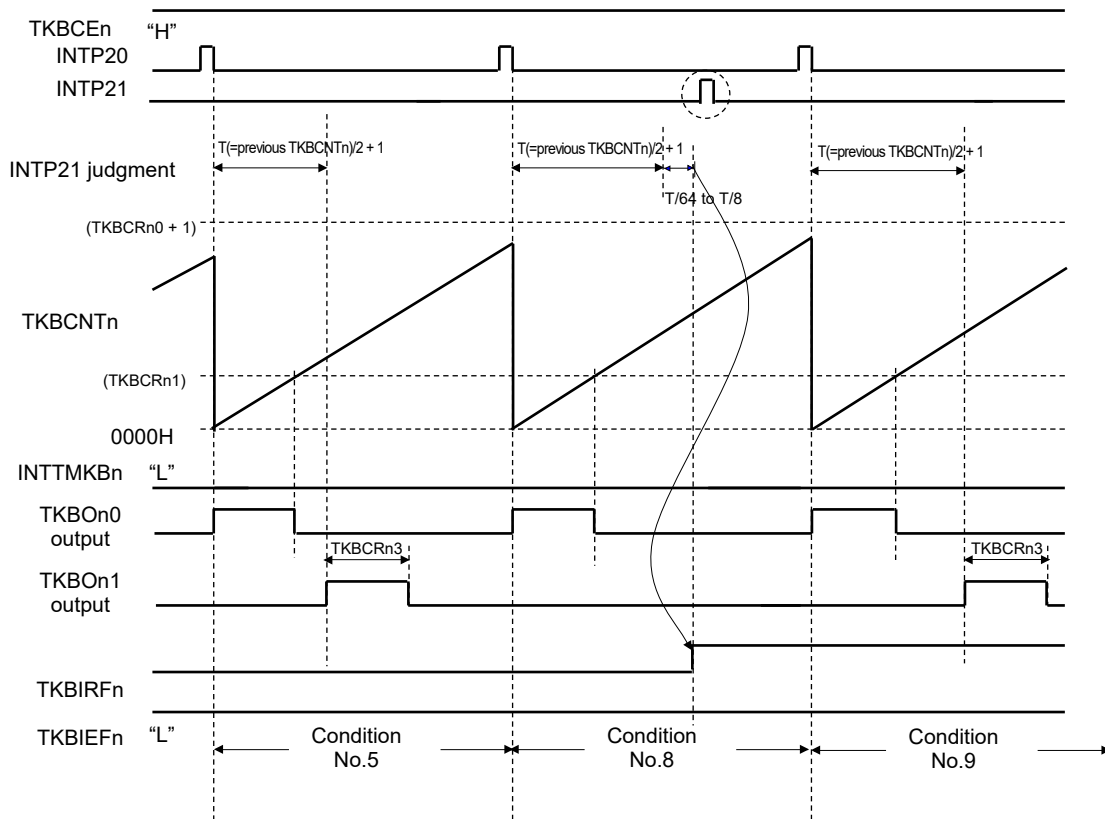 TKBCEn “H”
INTP20
INTP21
T(=previous TKBCNTn)/2 + 1
T(=previous TKBCNTn)/2 + 1
T(=previous TKBCNTn)/2 + 1
INTP21 judgment
T/64 to T/8
(TKBCRn0 + 1)
TKBCNTn
(TKBCRn1)
0000H
INTTMKBn “L”
TKBOn0
output
TKBCRn3
TKBCRn3
TKBOn1
output
TKBIRFn
TKBIEFn “L”
Condition
No.5
Condition
No.8
Condition
No.9